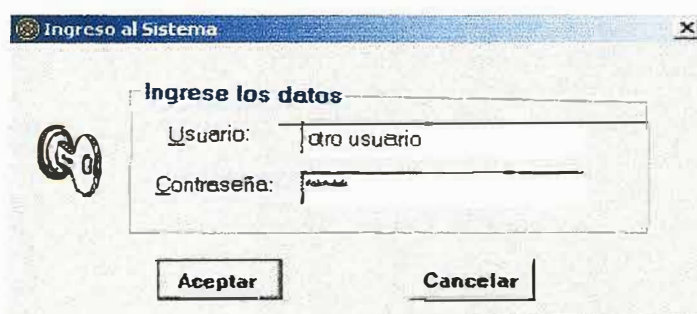 Ingreso al Sistema
Ingrese los datos
Usuario: otro usuario
Contraseña:
Aceptar Cancelar